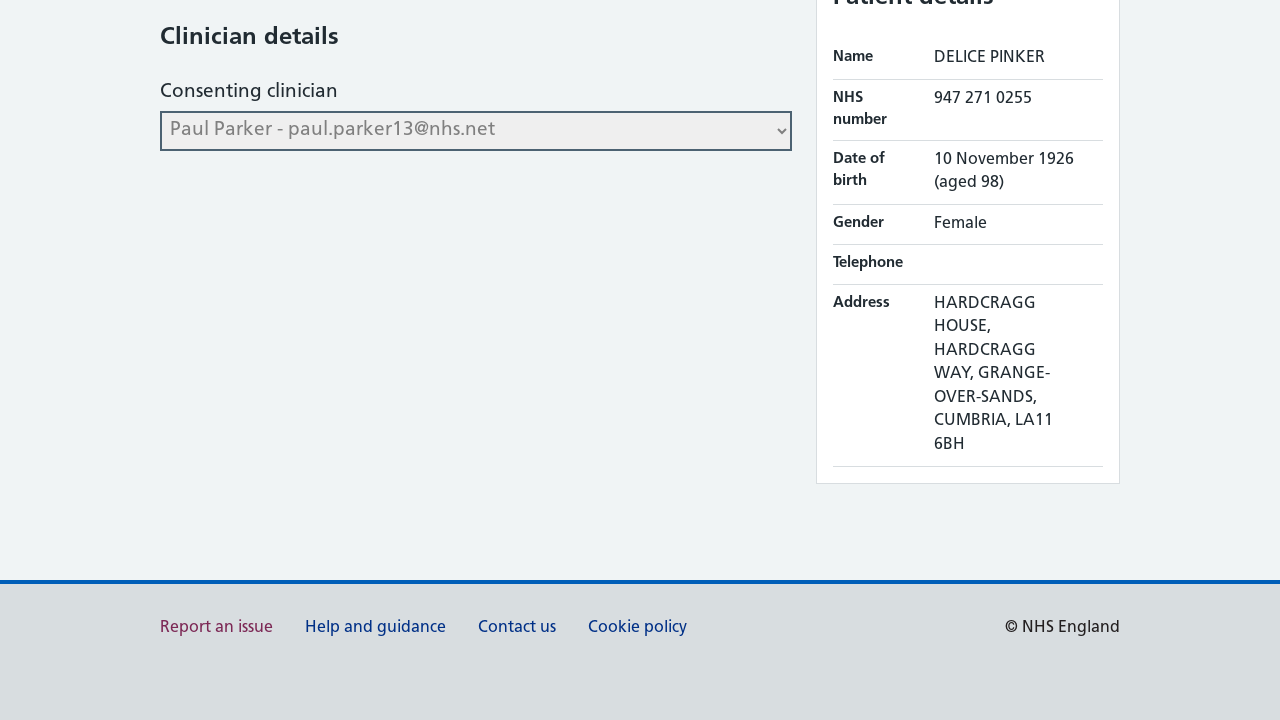 Clinician details
Consenting clinician
Paul Parker - paul.parker13@nhs.net
Patient details
Name
DELICE PINKER
NHS
number
947 271 0255
Date of
birth
10 November 1926
(aged 98)
Gender
Female
Telephone
Address
HARDCRAGG
HOUSE,
HARDCRAGG
WAY, GRANGE-
OVER-SANDS,
CUMBRIA, LA11
6BH
Report an issue
Help and guidance
Contact us
Cookie policy
© NHS England